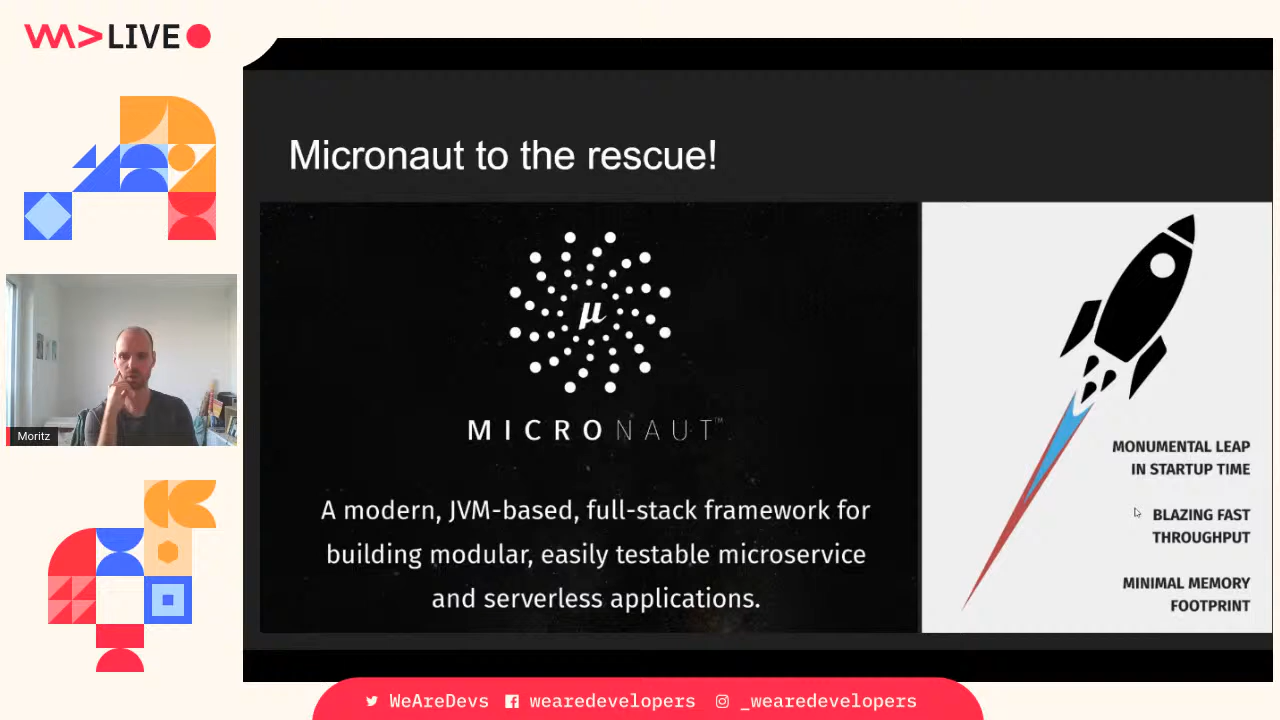 LIVE
Micronaut to the rescue!
µ
MICRONAUT™
A modern, JVM-based, full-stack framework for
building modular, easily testable microservice
and serverless applications.
MONUMENTAL LEAP
IN STARTUP TIME
BLAZING FAST
THROUGHPUT
MINIMAL MEMORY
FOOTPRINT
Moritz
WeAreDevs wearedevelopers _wearedevelopers